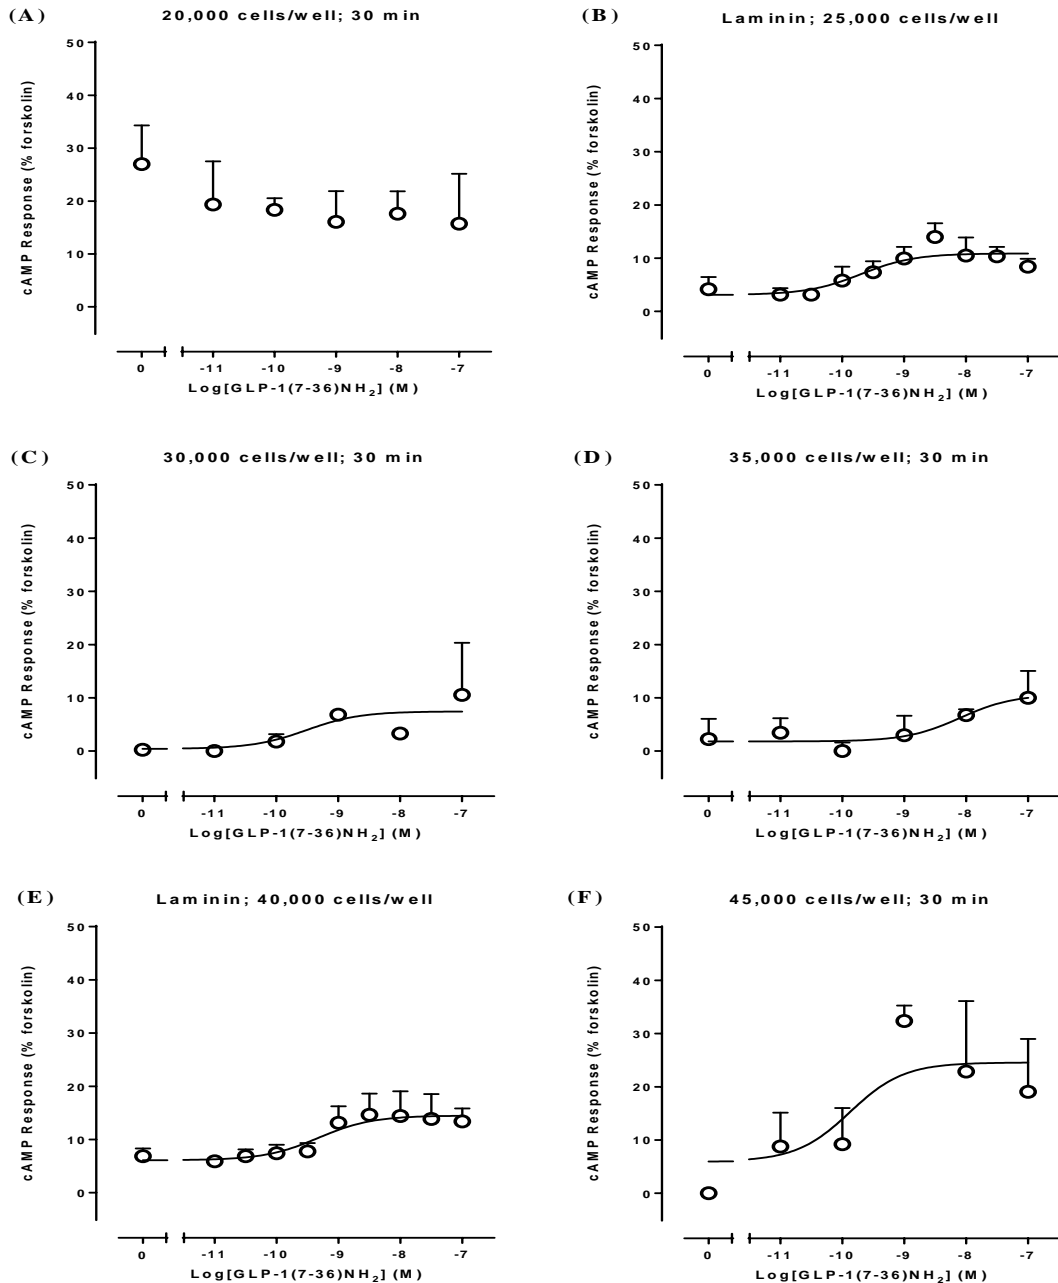 (A)
20,000 cells/well; 30 min
cAMP Response (% forskolin)
50
40
30
20
10
0
0 -11 -10 -9 -8 -7
Log[GLP-1(7-36)NH₂] (M)
(B)
Laminin; 25,000 cells/well
cAMP Response (% forskolin)
50
40
30
20
10
0
0 -11 -10 -9 -8 -7
Log[GLP-1(7-36)NH₂] (M)
(C)
30,000 cells/well; 30 min
cAMP Response (% forskolin)
50
40
30
20
10
0
0 -11 -10 -9 -8 -7
Log[GLP-1(7-36)NH₂] (M)
(D)
35,000 cells/well; 30 min
cAMP Response (% forskolin)
50
40
30
20
10
0
0 -11 -10 -9 -8 -7
Log[GLP-1(7-36)NH₂] (M)
(E)
Laminin; 40,000 cells/well
cAMP Response (% forskolin)
50
40
30
20
10
0
0 -11 -10 -9 -8 -7
Log[GLP-1(7-36)NH₂] (M)
(F)
45,000 cells/well; 30 min
cAMP Response (% forskolin)
50
40
30
20
10
0
0 -11 -10 -9 -8 -7
Log[GLP-1(7-36)NH₂] (M)